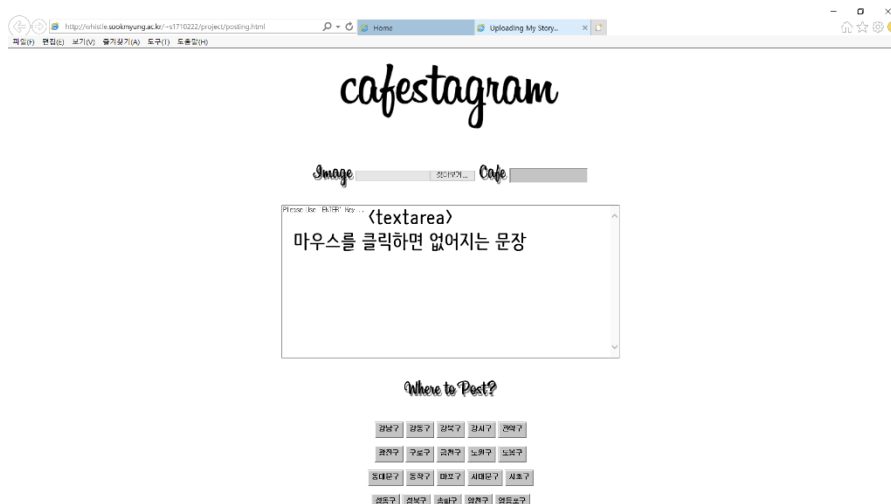 http://whistle.sookmyung.ac.kr/~s1710222/project/posting.html
Home
Uploading My Story...
파일(F) 편집(E) 보기(V) 즐겨찾기(A) 도구(T) 도움말(H)
cafestagram
Image 찾아보기... Cafe
Please Use 'ENTER' Key...
<textarea>
마우스를 클릭하면 없어지는 문장
Where to Post?
강남구 강동구 강북구 강서구 관악구
광진구 구로구 금천구 노원구 도봉구
동대문구 동작구 마포구 서대문구 서초구
성동구 성북구 송파구 양천구 영등포구